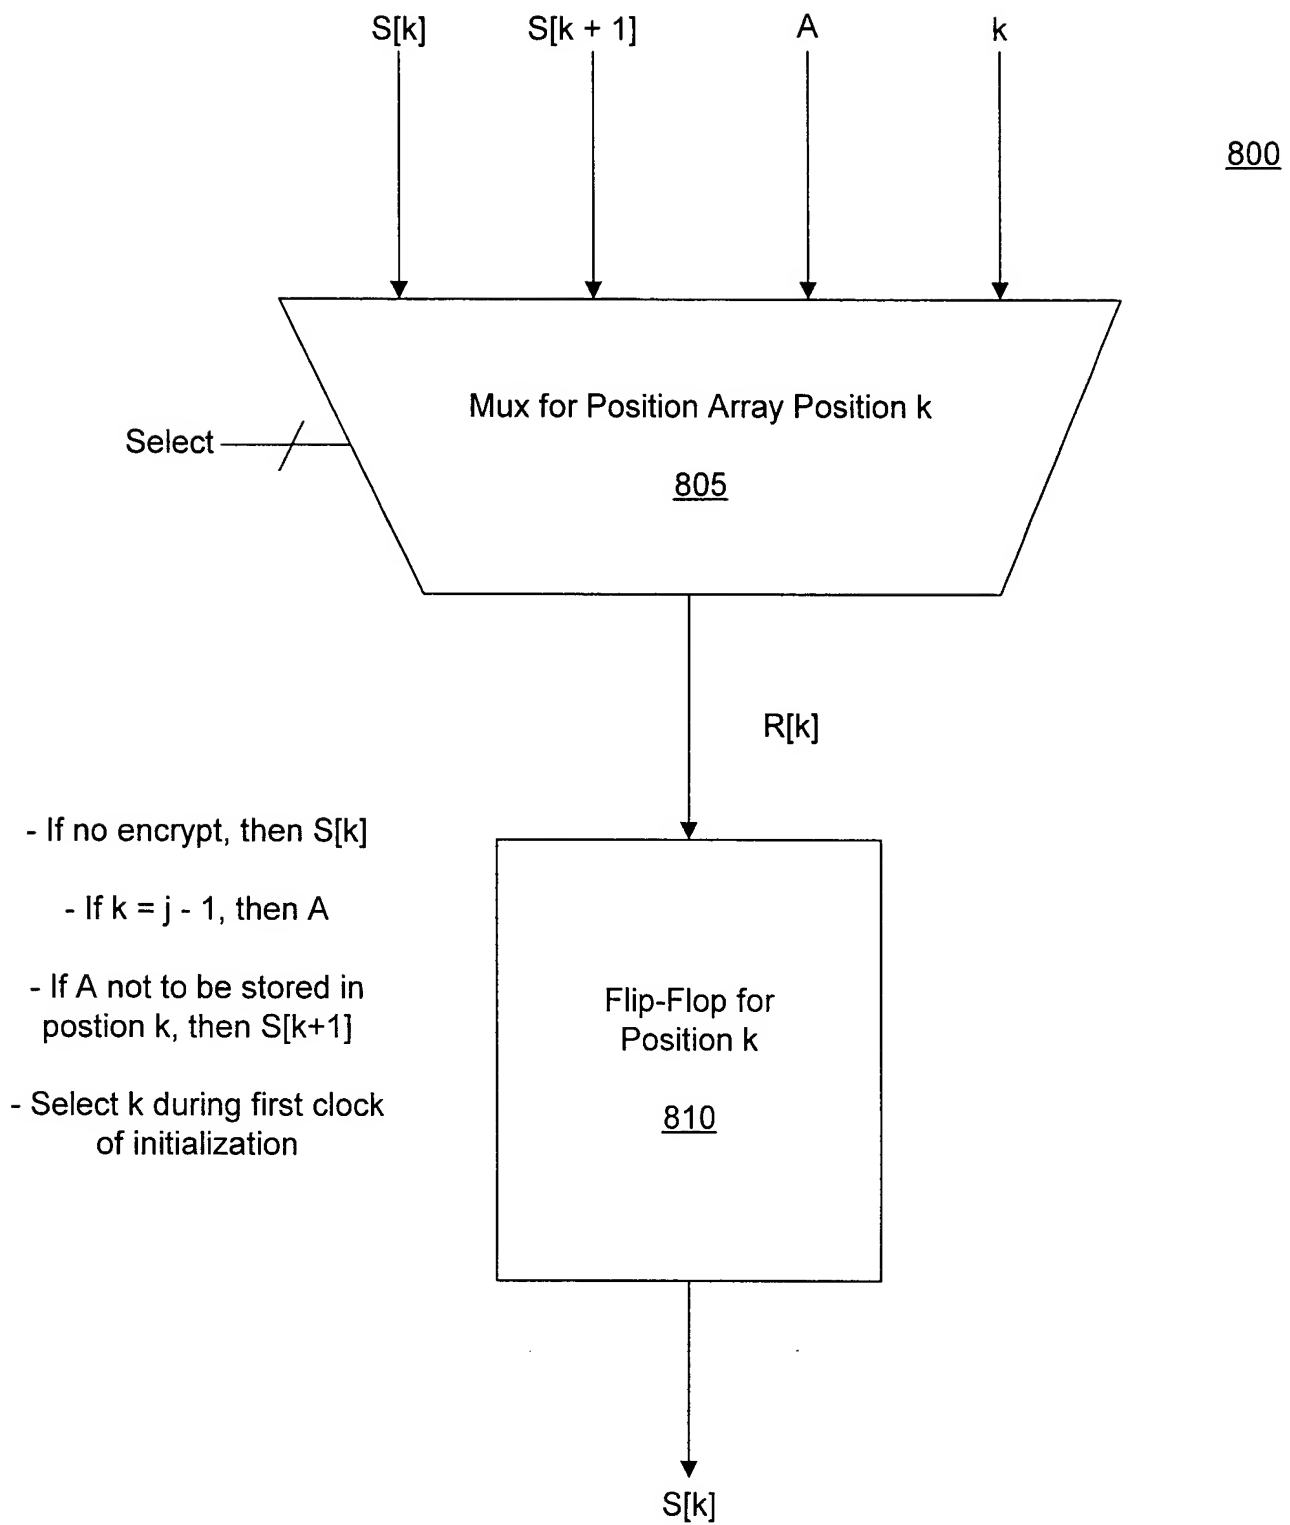 S[k] S[k + 1] A k
800
Mux for Position Array Position k
Select
805
R[k]
- If no encrypt, then S[k]
- If k = j - 1, then A
- If A not to be stored in
postion k, then S[k+1]
- Select k during first clock
of initialization
Flip-Flop for
Position k
810
S[k]